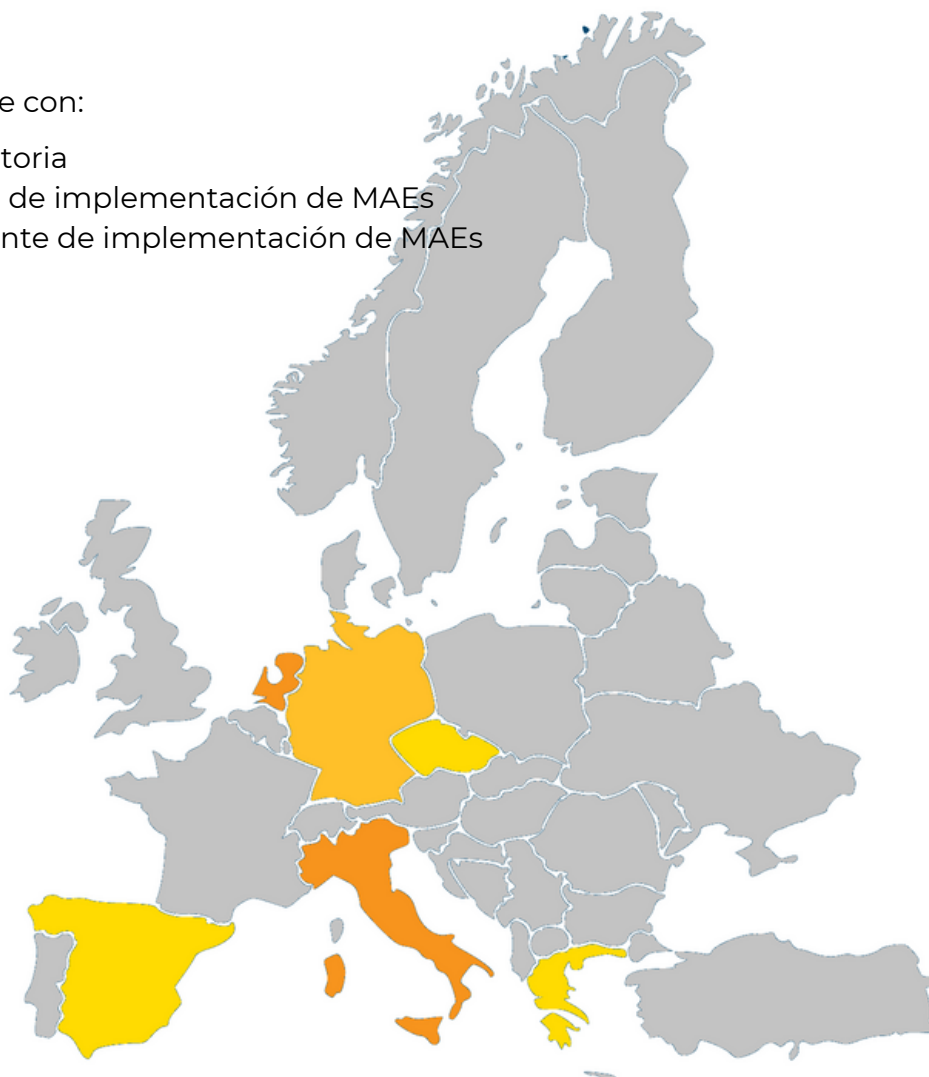 e con:
toria
de implementación de MAEs
nte de implementación de MAEs